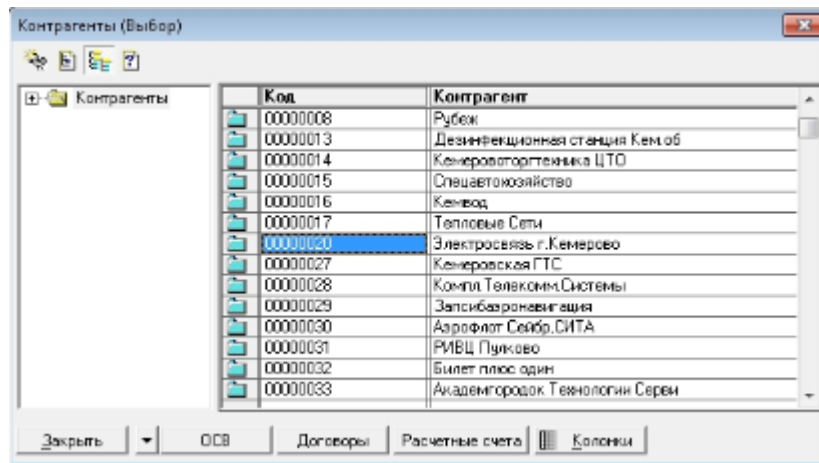 Контрагенты (Выбор)
Контрагенты
Код Контрагент
00000008 Рубеж
00000013 Дезинфекционная станция Кем.об
00000014 Кемеровоторгтехника ЦТО
00000015 Спецавтохозяйство
00000016 Кемвод
00000017 Тепловые Сети
00000020 Электросвязь г.Кемерово
00000027 Кемеровская ГТС
00000028 Компл.Телекомм.Системы
00000029 Запсибаэронавигация
00000030 Аэрофлот Сейбр,СИТА
00000031 РИВЦ Пулково
00000032 Билет плюс один
00000033 Академгородок Технологии Серви
Закрыть ОСВ Договоры Расчетные счета Колонки